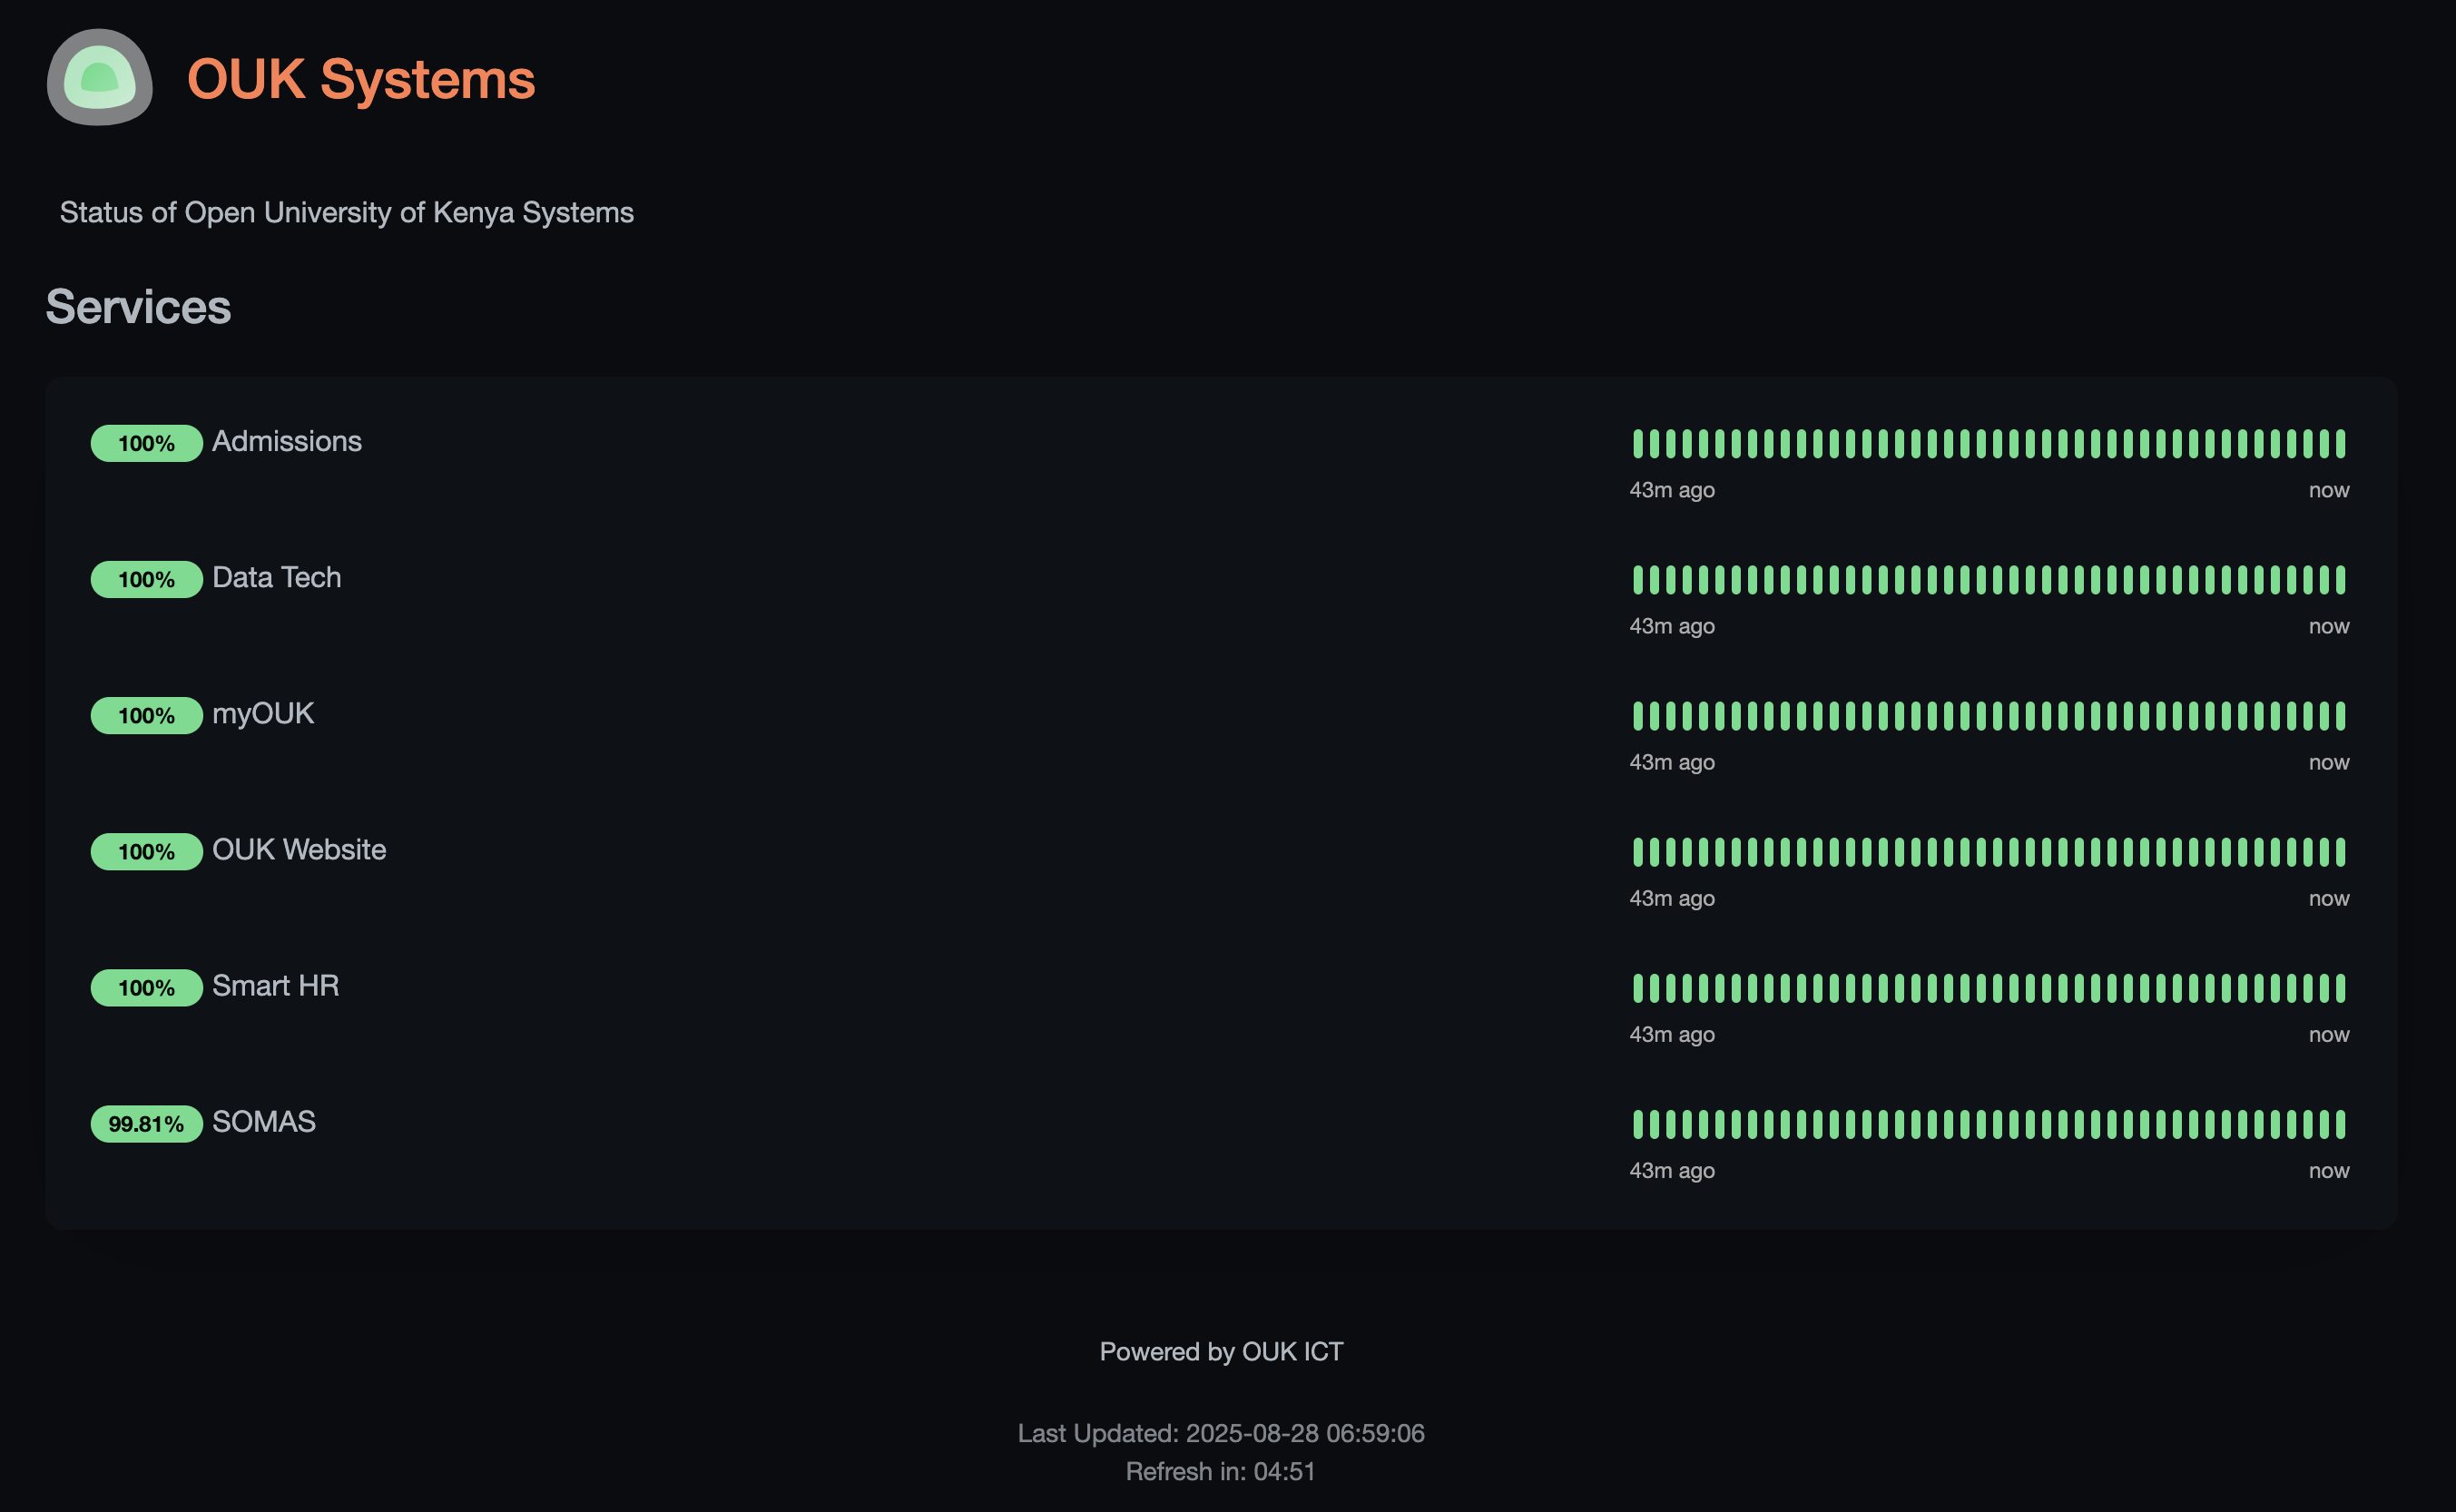 OUK Systems
Status of Open University of Kenya Systems
Services
100% Admissions
43m ago now
100% Data Tech
43m ago now
100% myOUK
43m ago now
100% OUK Website
43m ago now
100% Smart HR
43m ago now
99.81% SOMAS
43m ago now
Powered by OUK ICT
Last Updated: 2025-08-28 06:59:06
Refresh in: 04:51